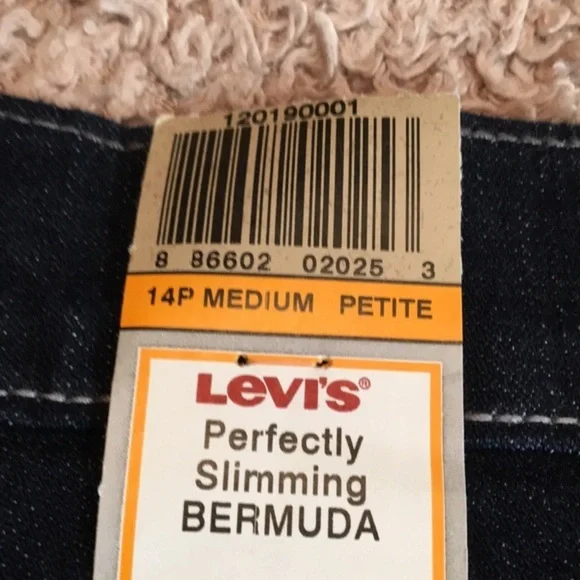 120190001
8 86602 02025 3
14P MEDIUM PETITE
LEVI'S®
Perfectly
Slimming
BERMUDA